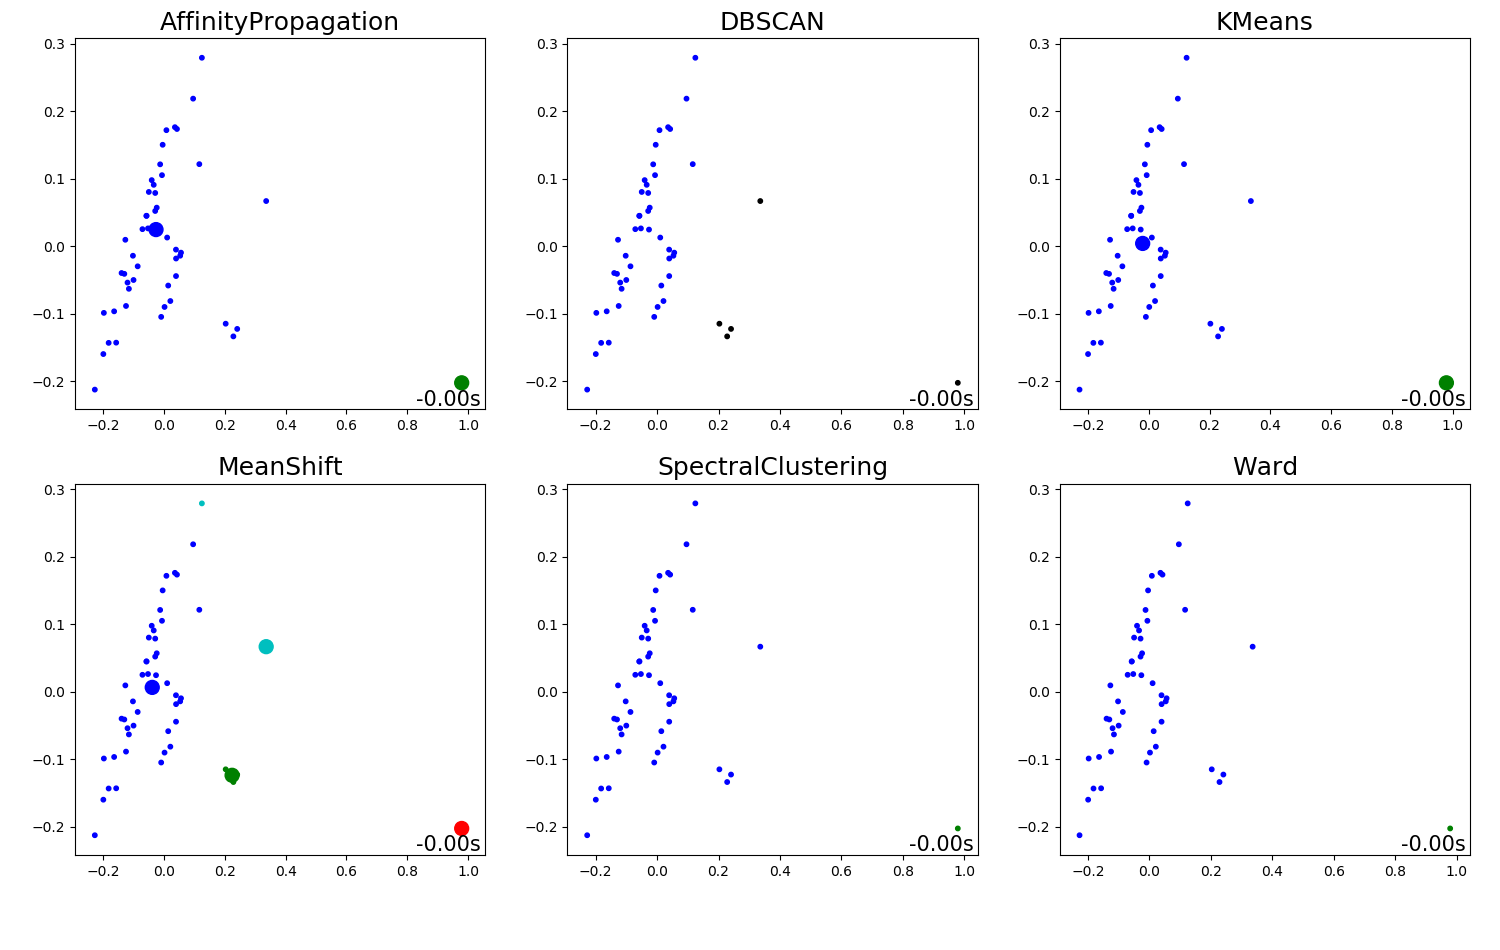 AffinityPropagation DBSCAN KMeans
0.3 0.3 0.3
0.2 0.2 0.2
0.1 0.1 0.1
0.0 0.0 0.0
−0.1 −0.1 −0.1
−0.2 −0.2 −0.2
-0.00s -0.00s -0.00s
−0.2 0.0 0.2 0.4 0.6 0.8 1.0 −0.2 0.0 0.2 0.4 0.6 0.8 1.0 −0.2 0.0 0.2 0.4 0.6 0.8 1.0
MeanShift SpectralClustering Ward
0.3 0.3 0.3
0.2 0.2 0.2
0.1 0.1 0.1
0.0 0.0 0.0
−0.1 −0.1 −0.1
−0.2 −0.2 −0.2
-0.00s -0.00s -0.00s
−0.2 0.0 0.2 0.4 0.6 0.8 1.0 −0.2 0.0 0.2 0.4 0.6 0.8 1.0 −0.2 0.0 0.2 0.4 0.6 0.8 1.0